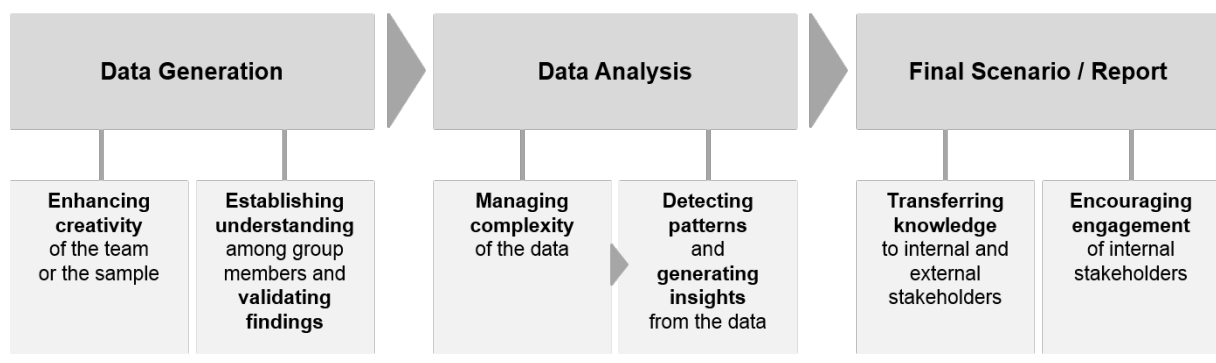 Data Generation
Data Analysis
Final Scenario / Report
Enhancing
creativity
of the team
or the sample
Establishing
understanding
among group
members and
validating
findings
Managing
complexity
of the data
Detecting
patterns
and
generating
insights
from the data
Transferring
knowledge
to internal and
external
stakeholders
Encouraging
engagement
of internal
stakeholders